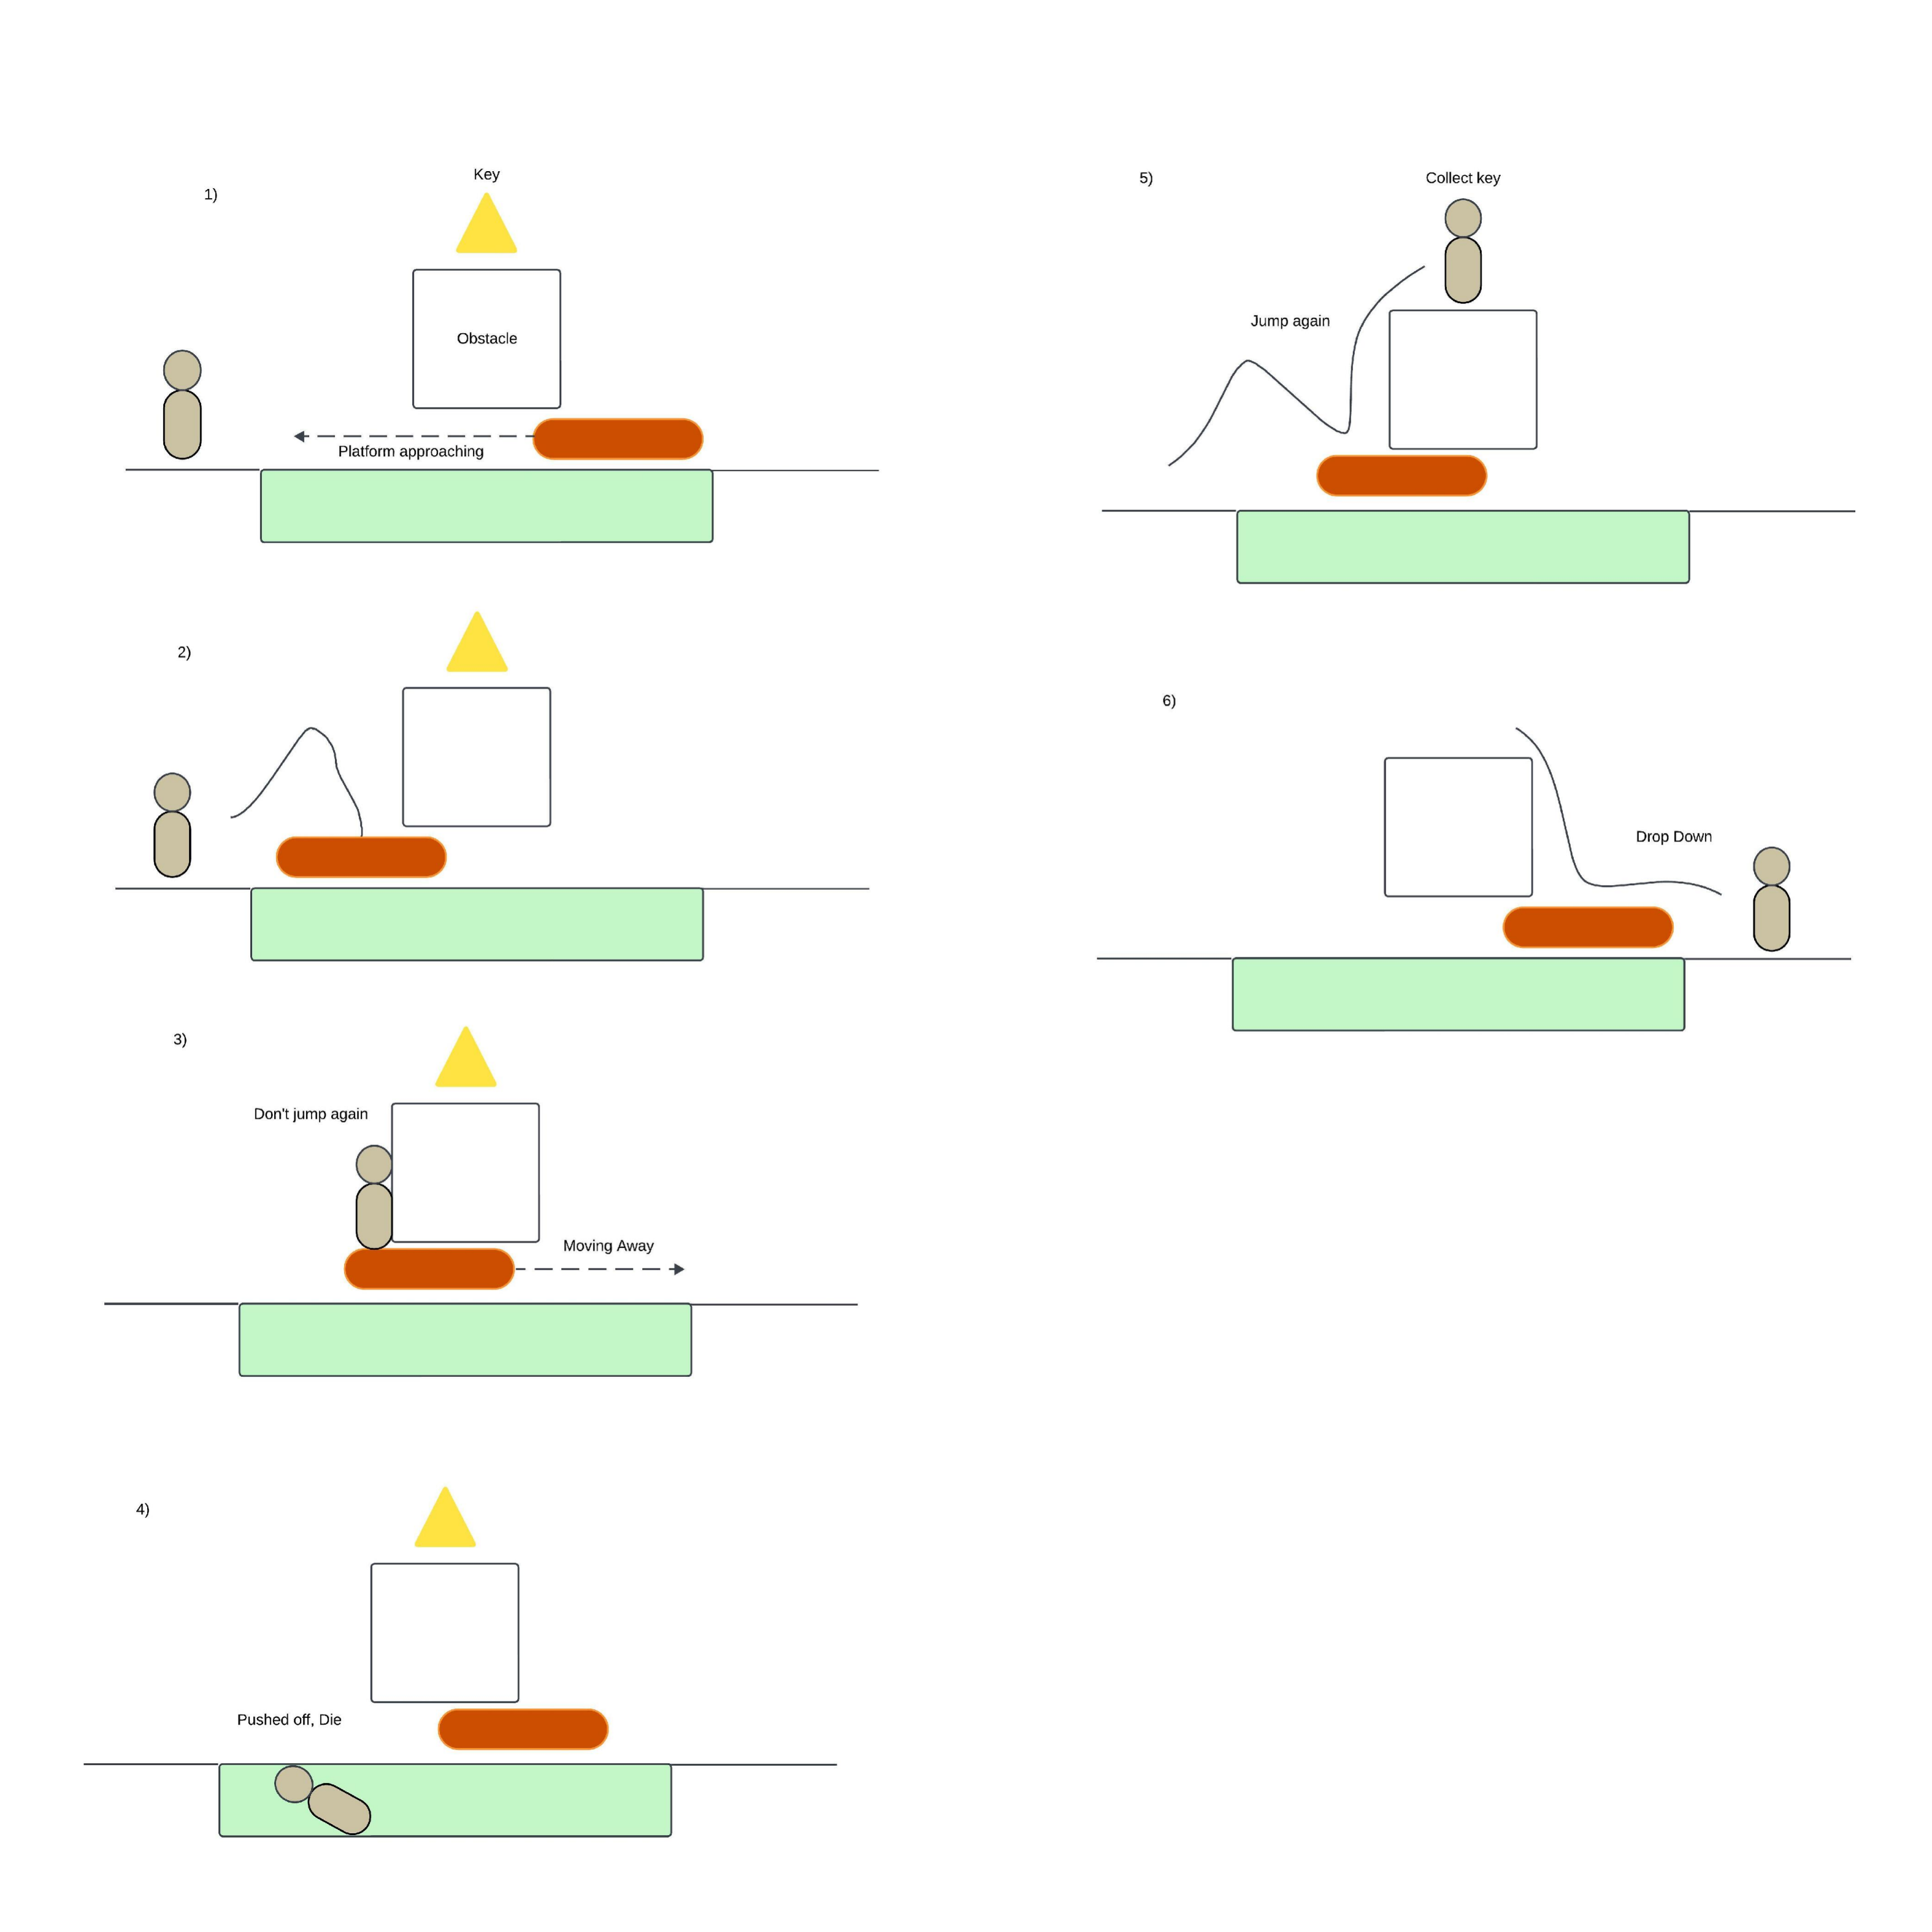 1)
Key
Obstacle
Platform approaching
2)
3)
Don't jump again
Moving Away
4)
Pushed off, Die
5)
Collect key
Jump again
6)
Drop Down